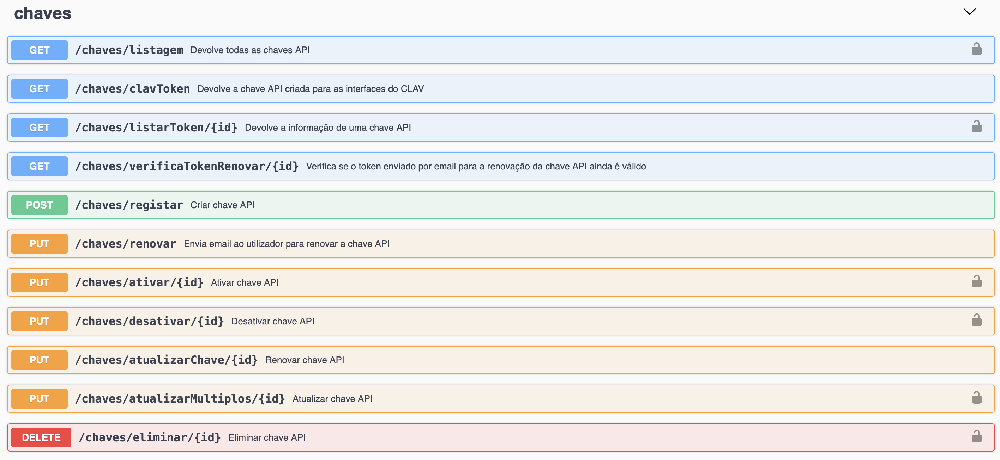 chaves
GET /chaves/listagem Devolve todas as chaves API
GET /chaves/clavToken Devolve a chave API criada para as interfaces do CLAV
GET /chaves/listarToken/{id} Devolve a informação de uma chave API
GET /chaves/verificaTokenRenovar/{id} Verifica se o token enviado por email para a renovação da chave API ainda é válido
POST /chaves/registar Criar chave API
PUT /chaves/renovar Envia email ao utilizador para renovar a chave API
PUT /chaves/ativar/{id} Ativar chave API
PUT /chaves/desativar/{id} Desativar chave API
PUT /chaves/atualizarChave/{id} Renovar chave API
PUT /chaves/atualizarMultiplos/{id} Atualizar chave API
DELETE /chaves/eliminar/{id} Eliminar chave API